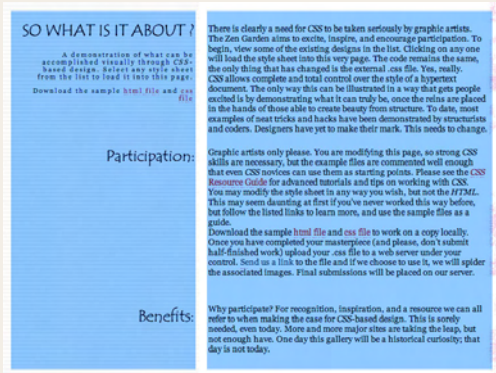 SO WHAT IS IT ABOUT ?
A demonstration of what can be
accomplished visually through CSS-
based design. Select any style sheet
from the list to load it into this page.
Download the sample html file and css
file
There is clearly a need for CSS to be taken seriously by graphic artists.
The Zen Garden aims to excite, inspire, and encourage participation. To
begin, view some of the existing designs in the list. Clicking on any one
will load the style sheet into this very page. The code remains the same,
the only thing that has changed is the external .css file. Yes, really.
CSS allows complete and total control over the style of a hypertext
document. The only way this can be illustrated in a way that gets people
excited is by demonstrating what it can truly be, once the reins are placed
in the hands of those able to create beauty from structure. To date, most
examples of neat tricks and hacks have been demonstrated by structurists
and coders. Designers have yet to make their mark. This needs to change.
Participation:
Graphic artists only please. You are modifying this page, so strong CSS
skills are necessary, but the example files are commented well enough
that even CSS novices can use them as starting points. Please see the CSS
Resource Guide for advanced tutorials and tips on working with CSS.
You may modify the style sheet in any way you wish, but not the HTML.
This may seem daunting at first if you've never worked this way before,
but follow the listed links to learn more, and use the sample files as a
guide.
Download the sample html file and css file to work on a copy locally.
Once you have completed your masterpiece (and please, don't submit
half-finished work) upload your .css file to a web server under your
control. Send us a link to the file and if we choose to use it, we will spider
the associated images. Final submissions will be placed on our server.
Benefits:
Why participate? For recognition, inspiration, and a resource we can all
refer to when making the case for CSS-based design. This is sorely
needed, even today. More and more major sites are taking the leap, but
not enough have. One day this gallery will be a historical curiosity; that
day is not today.